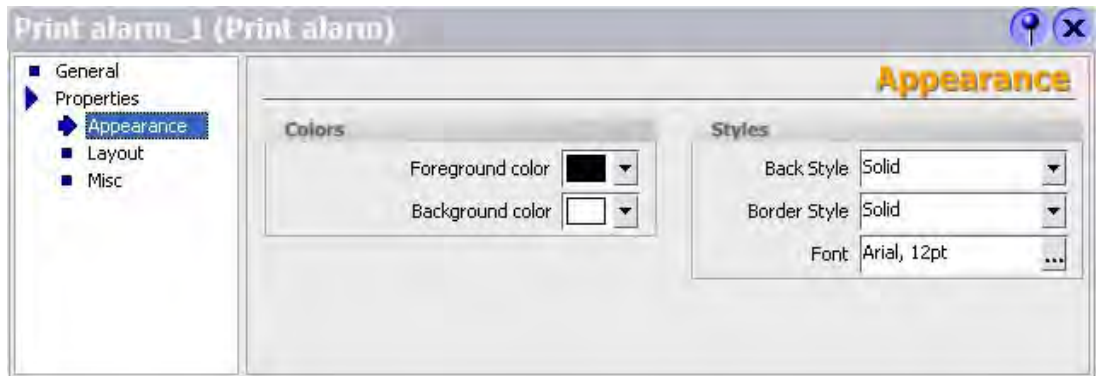 Print alarm_1 (Print alarm)
General
Properties
Appearance
Layout
Misc
Appearance
Colors
Foreground color
Background color
Styles
Back Style Solid
Border Style Solid
Font Arial, 12pt ...